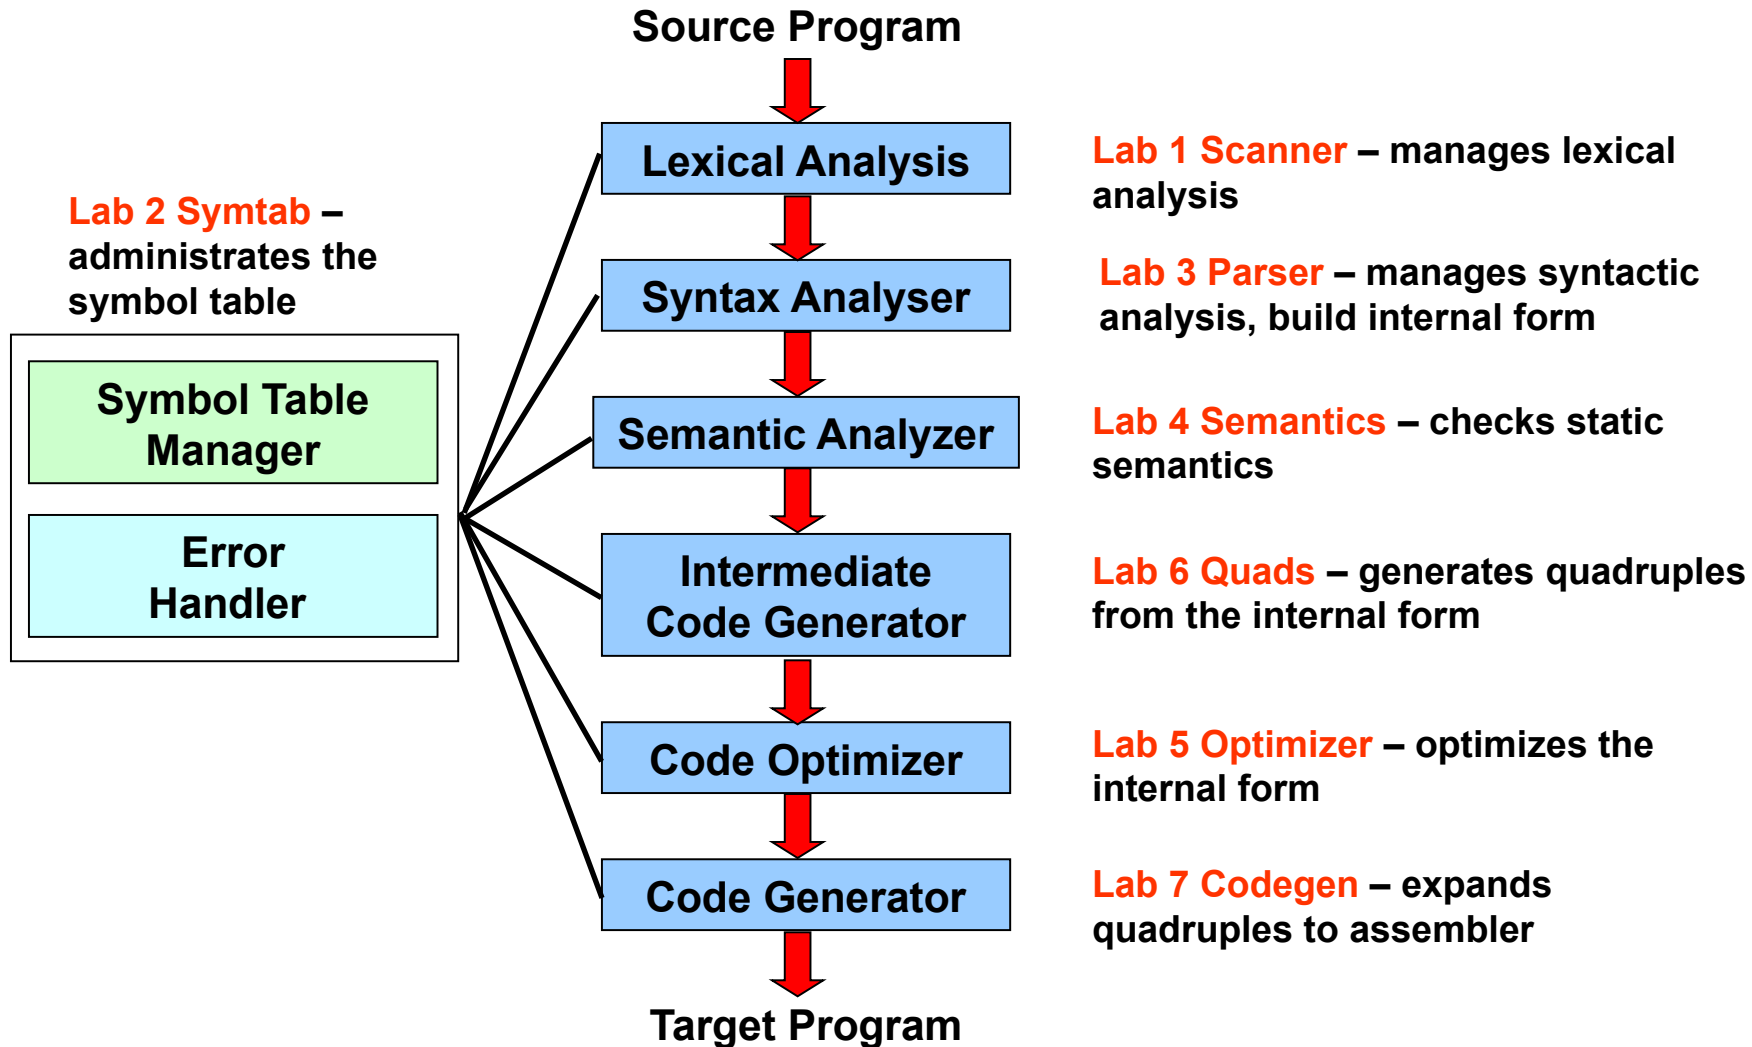 Source Program
Lexical Analysis
Lab 1 Scanner – manages lexical
analysis
Lab 2 Symtab –
administrates the
symbol table
Syntax Analyser
Lab 3 Parser – manages syntactic
analysis, build internal form
Symbol Table
Manager
Semantic Analyzer
Lab 4 Semantics – checks static
semantics
Error
Handler
Intermediate
Code Generator
Lab 6 Quads – generates quadruples
from the internal form
Code Optimizer
Lab 5 Optimizer – optimizes the
internal form
Code Generator
Lab 7 Codegen – expands
quadruples to assembler
Target Program